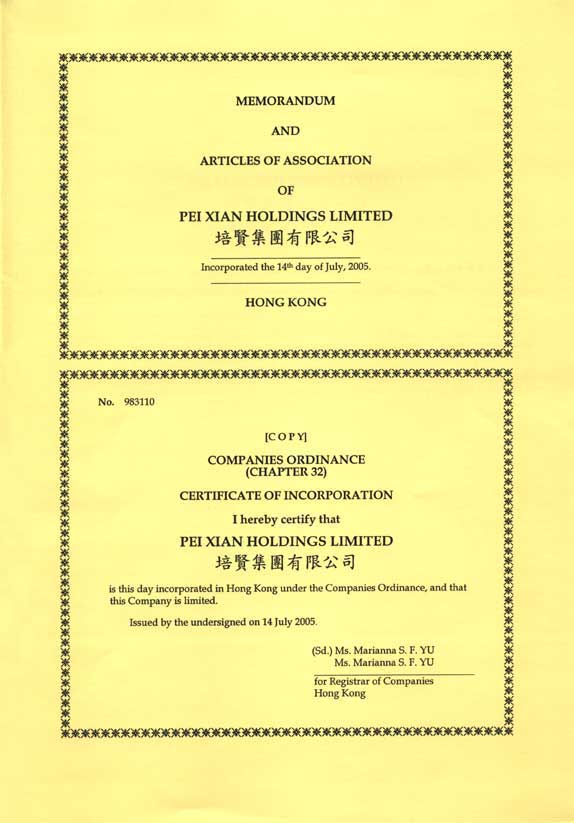 MEMORANDUM
AND
ARTICLES OF ASSOCIATION
OF
PEI XIAN HOLDINGS LIMITED
培賢集團有限公司
Incorporated the 14th day of July, 2005.
HONG KONG
No. 983110
[C O P Y]
COMPANIES ORDINANCE
(CHAPTER 32)
CERTIFICATE OF INCORPORATION
I hereby certify that
PEI XIAN HOLDINGS LIMITED
培賢集團有限公司
is this day incorporated in Hong Kong under the Companies Ordinance, and that
this Company is limited.
Issued by the undersigned on 14 July 2005.
(Sd.) Ms. Marianna S. F. YU
Ms. Marianna S. F. YU
for Registrar of Companies
Hong Kong